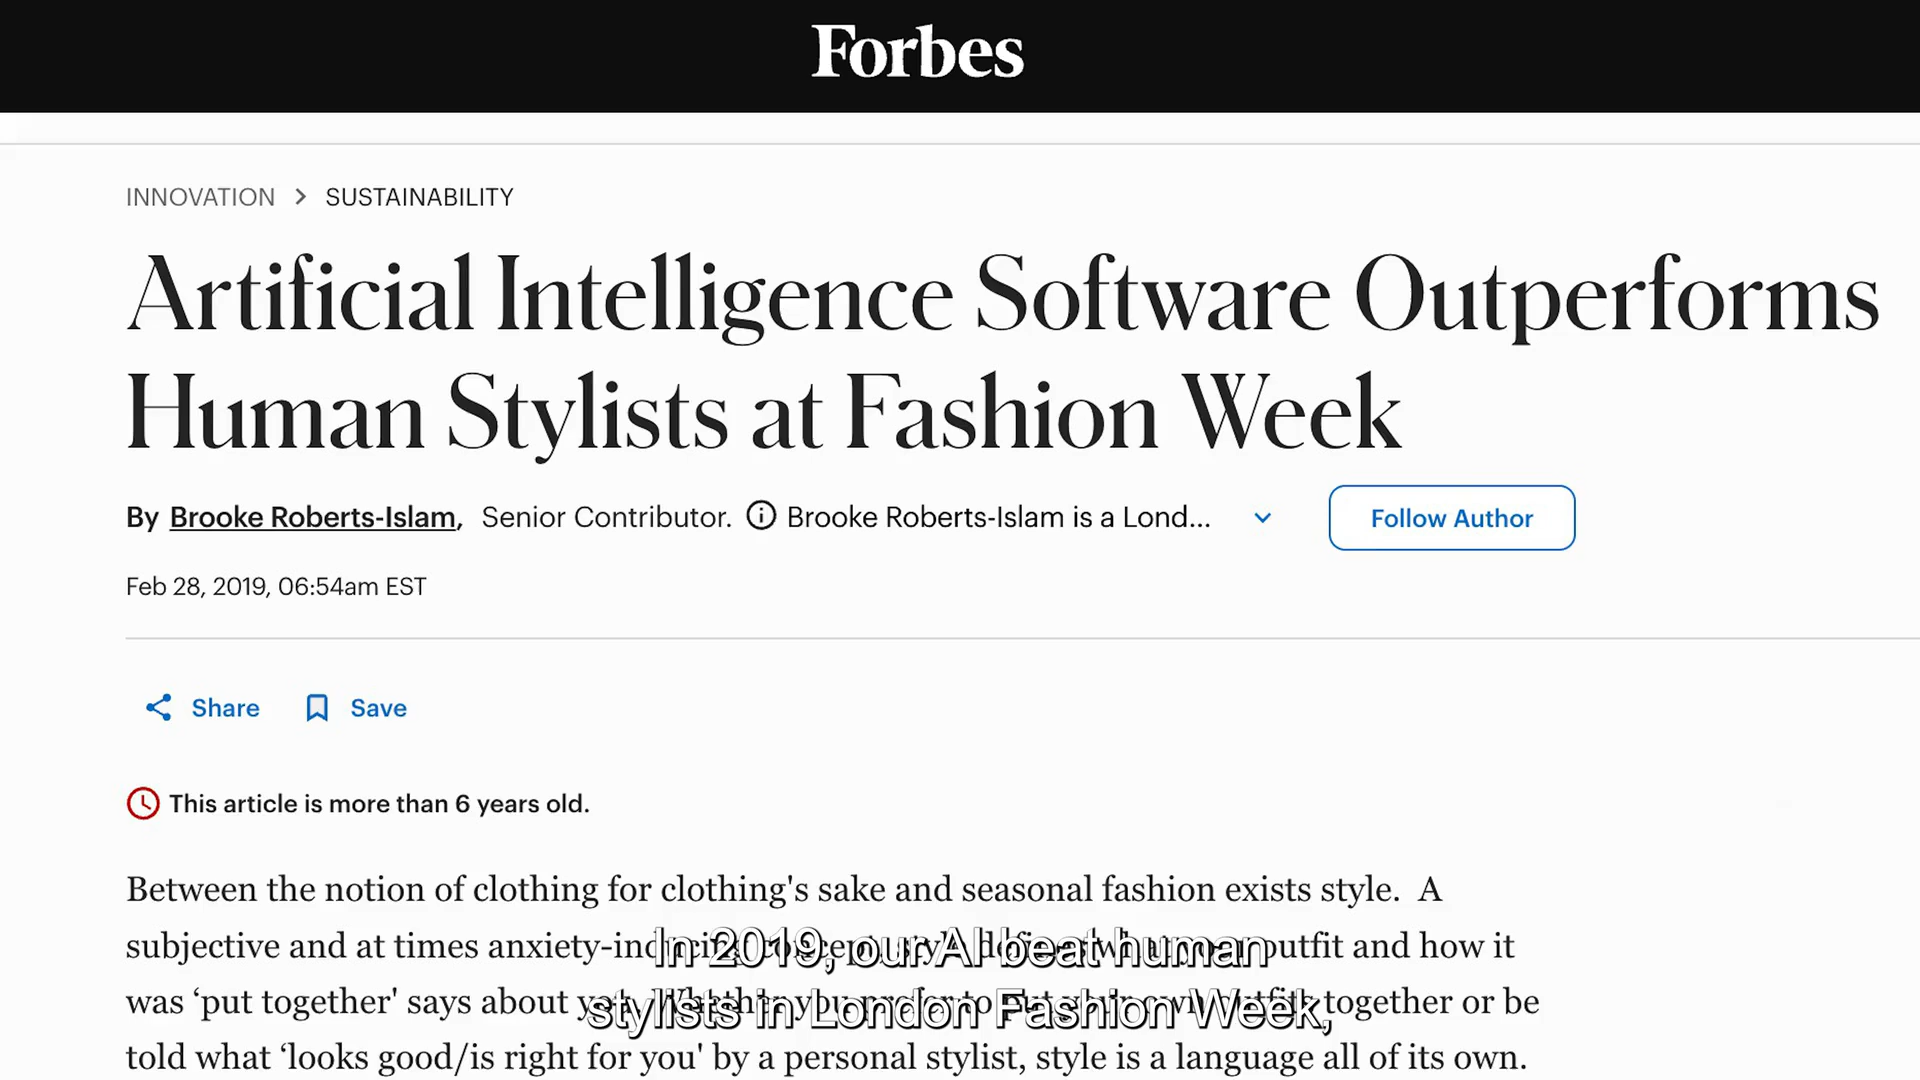 Forbes
INNOVATION > SUSTAINABILITY
Artificial Intelligence Software Outperforms
Human Stylists at Fashion Week
By Brooke Roberts-Islam, Senior Contributor. Brooke Roberts-Islam is a Lond... Follow Author
Feb 28, 2019, 06:54am EST
Share Save
This article is more than 6 years old.
Between the notion of clothing for clothing's sake and seasonal fashion exists style. A
subjective and at times outfit and how it
was ‘put together' says about together or be
told what ‘looks good/is right for you' by a personal stylist, style is a language all of its own.
In 2019, our AI beat human
stylists in London Fashion Week,